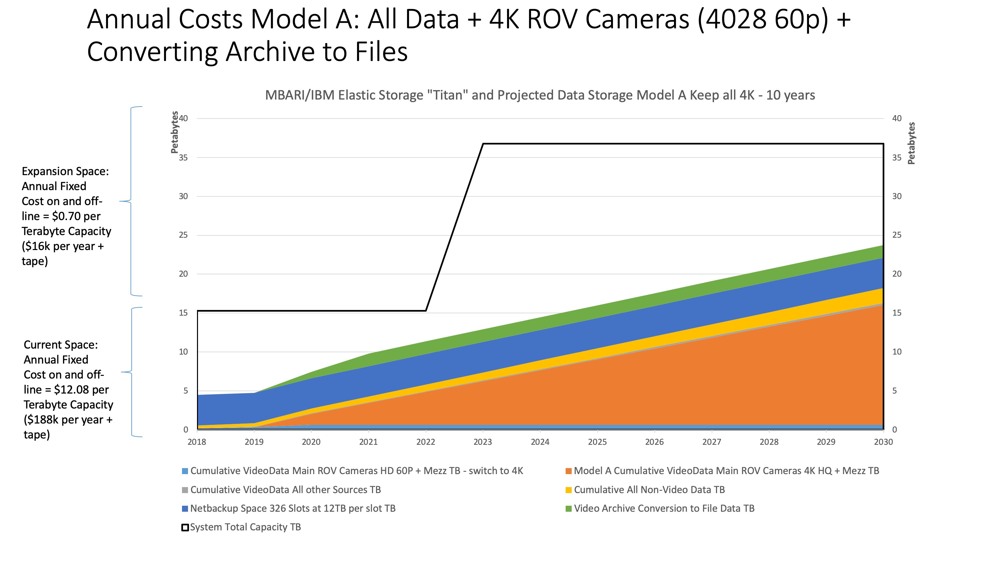 Annual Costs Model A: All Data + 4K ROV Cameras (4028 60p) +
Converting Archive to Files
MBARI/IBM Elastic Storage "Titan" and Projected Data Storage Model A Keep all 4K - 10 years
Expansion Space:
Annual Fixed
Cost on and off-
line = $0.70 per
Terabyte Capacity
($16k per year +
tape)
Current Space:
Annual Fixed
Cost on and off-
line = $12.08 per
Terabyte Capacity
($188k per year +
tape)
Petabytes
40
35
30
25
20
15
10
5
0
Petabytes
40
35
30
25
20
15
10
5
0
2018 2019 2020 2021 2022 2023 2024 2025 2026 2027 2028 2029 2030
Cumulative VideoData Main ROV Cameras HD 60P + Mezz TB - switch to 4K
Model A Cumulative VideoData Main ROV Cameras 4K HQ + Mezz TB
Cumulative VideoData All other Sources TB
Cumulative All Non-Video Data TB
Netbackup Space 326 Slots at 12TB per slot TB
Video Archive Conversion to File Data TB
System Total Capacity TB